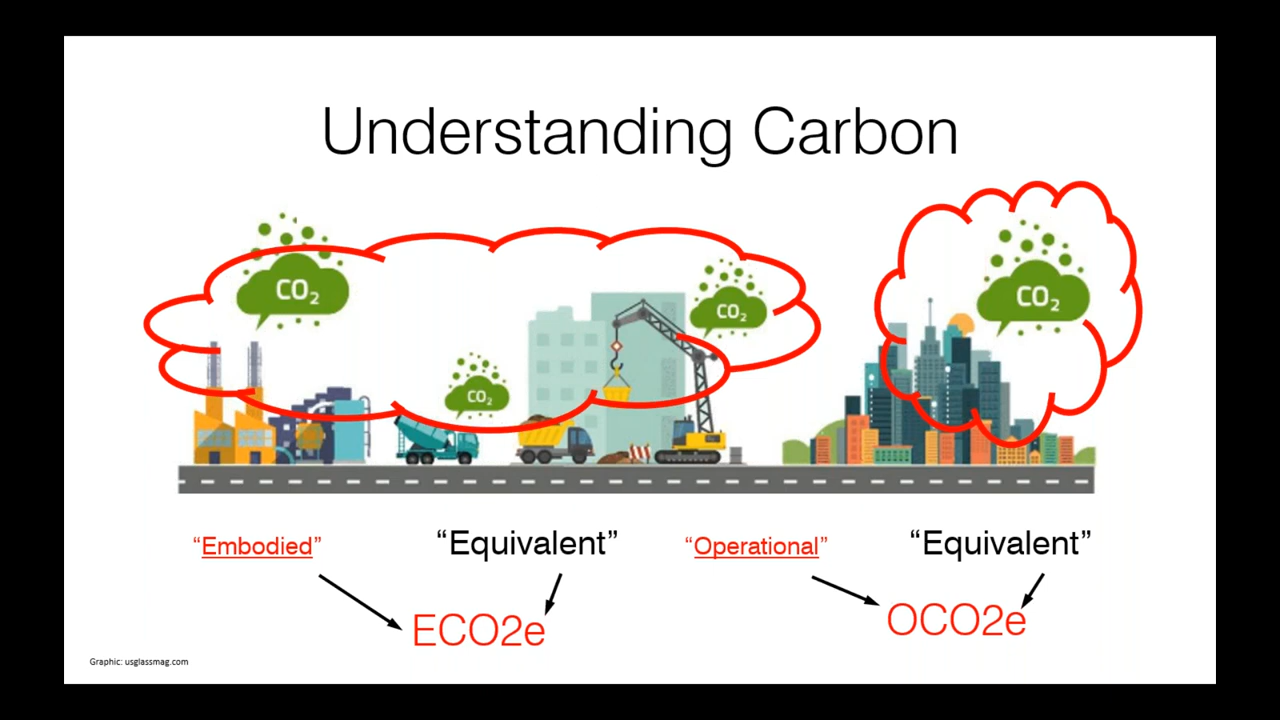 Understanding Carbon
CO2
CO2
CO2
CO2
“Embodied” “Equivalent” “Operational” “Equivalent”
ECO2e OCO2e
Graphic: usglassmag.com